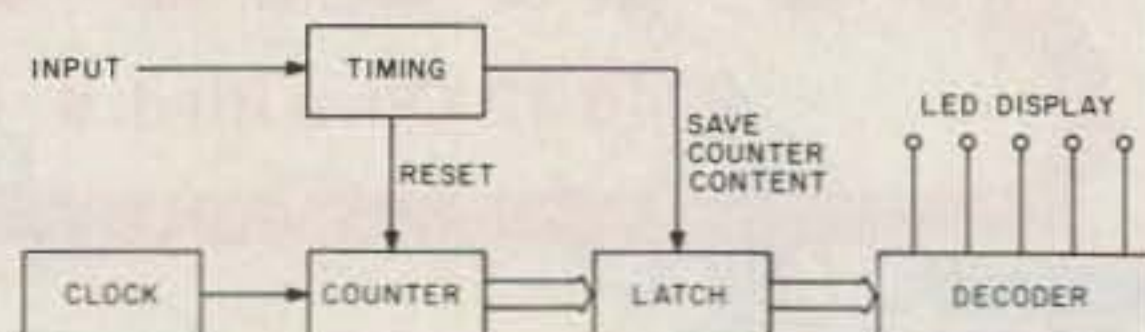 INPUT
TIMING
LED DISPLAY
SAVE
COUNTER
CONTENT
RESET
CLOCK
COUNTER
LATCH
DECODER